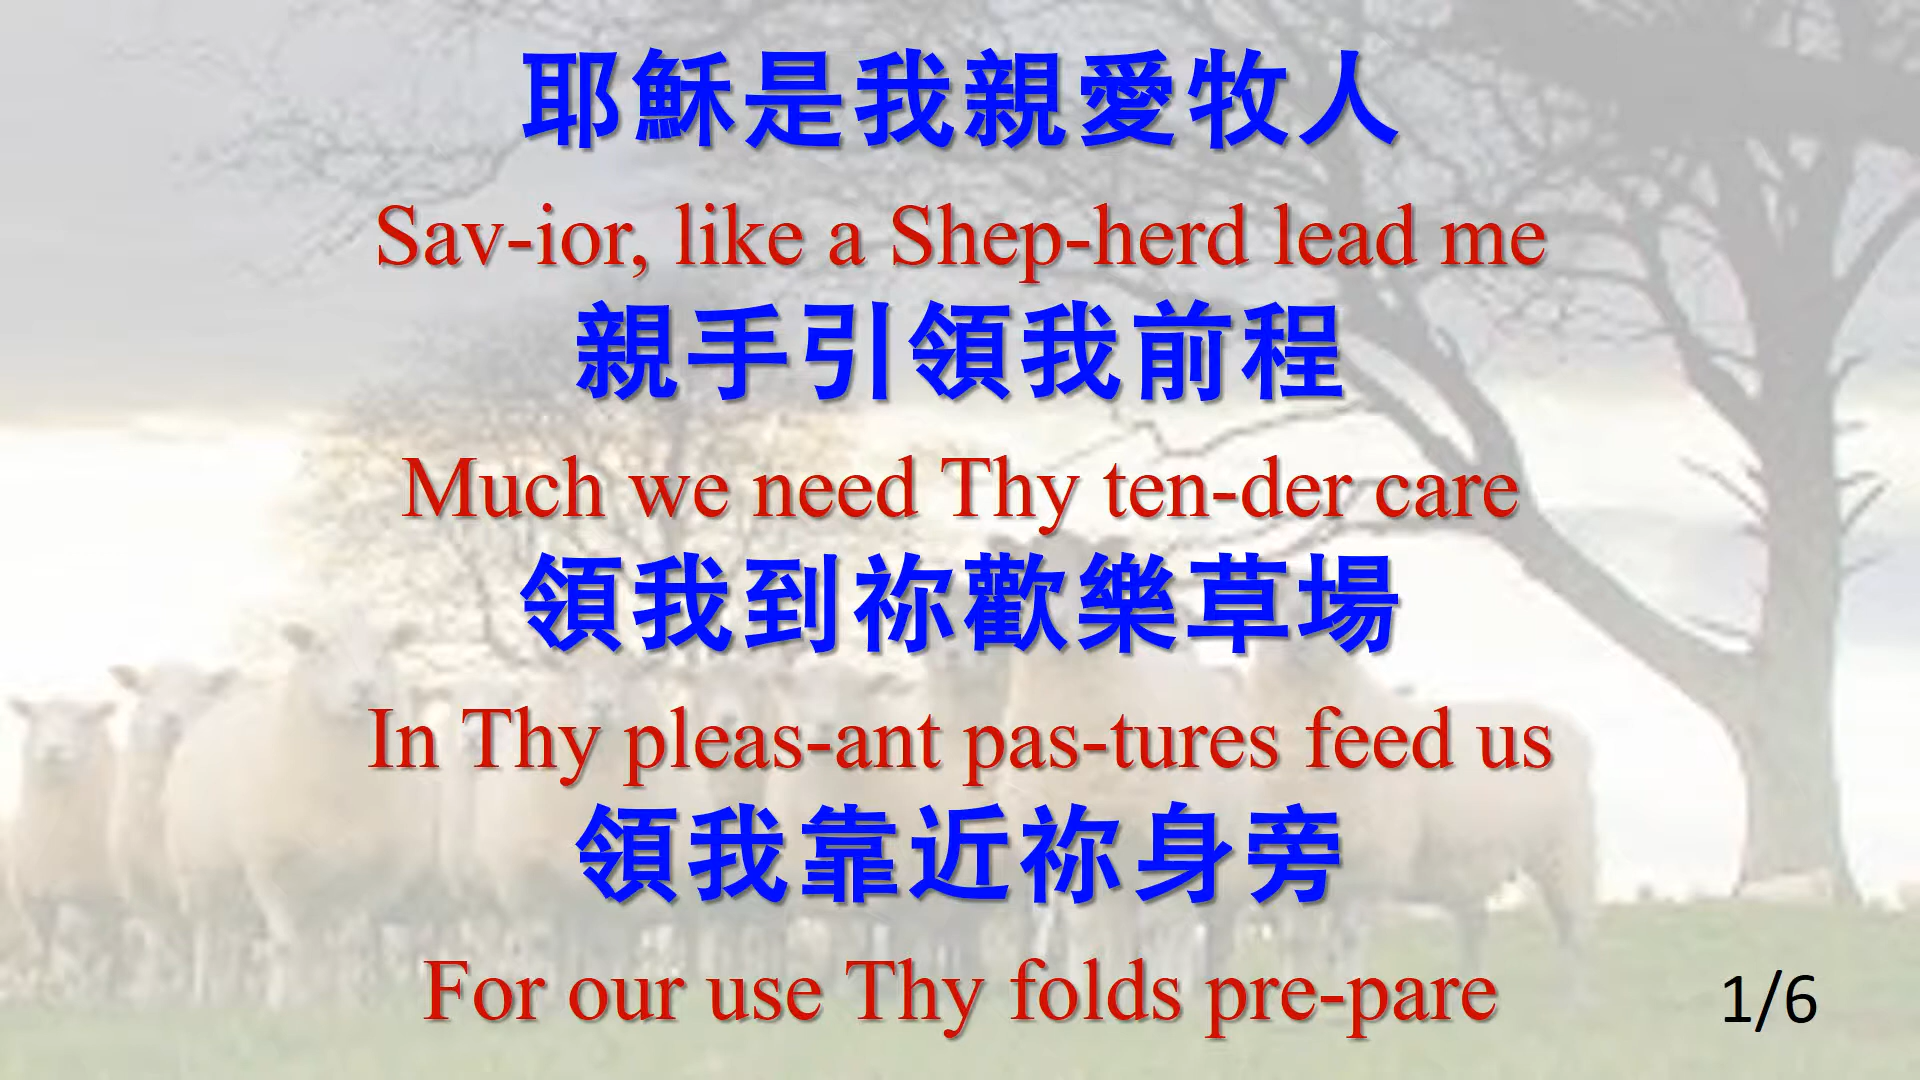 耶穌是我親愛牧人
Sav-ior, like a Shep-herd lead me
親手引領我前程
Much we need Thy ten-der care
領我到祢歡樂草場
In Thy pleas-ant pas-tures feed us
領我靠近祢身旁
For our use Thy folds pre-pare
1/6